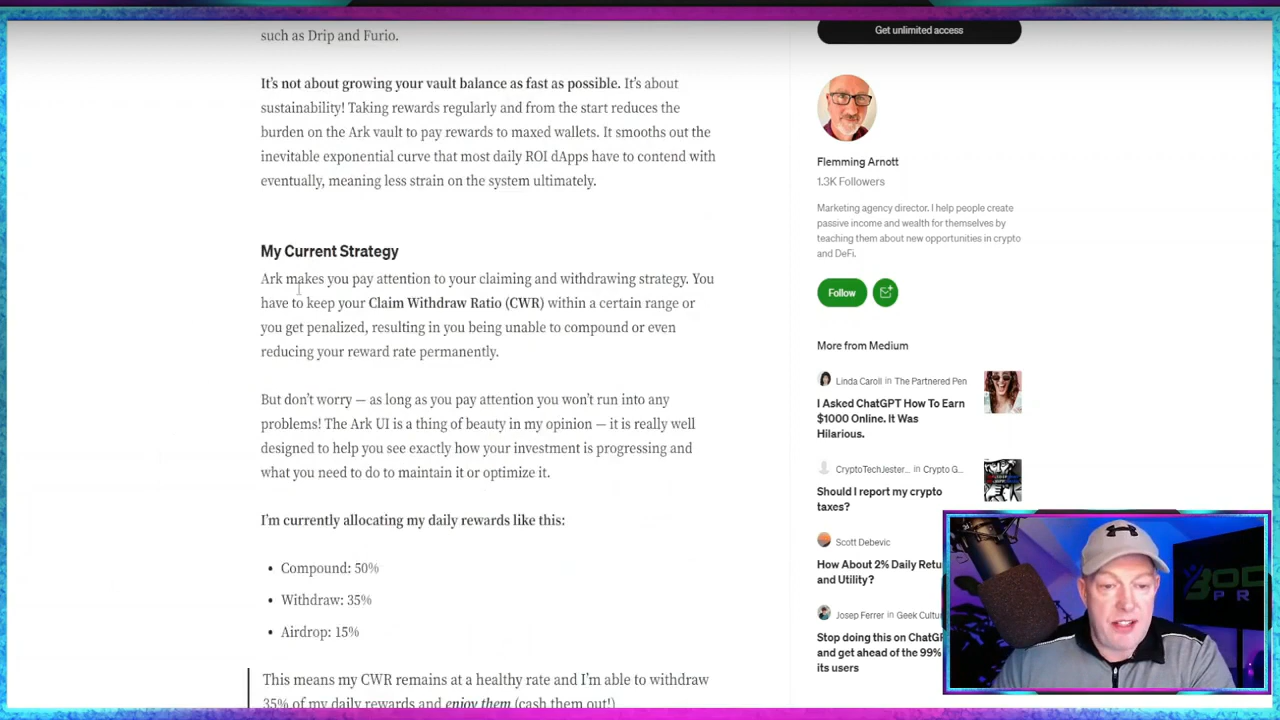 such as Drip and Furio.
It's not about growing your vault balance as fast as possible. It's about
sustainability! Taking rewards regularly and from the start reduces the
burden on the Ark vault to pay rewards to maxed wallets. It smooths out the
inevitable exponential curve that most daily ROI dApps have to contend with
eventually, meaning less strain on the system ultimately.
My Current Strategy
Ark makes you pay attention to your claiming and withdrawing strategy. You
have to keep your Claim Withdraw Ratio (CWR) within a certain range or
you get penalized, resulting in you being unable to compound or even
reducing your reward rate permanently.
But don't worry — as long as you pay attention you won't run into any
problems! The Ark UI is a thing of beauty in my opinion — it is really well
designed to help you see exactly how your investment is progressing and
what you need to do to maintain it or optimize it.
I'm currently allocating my daily rewards like this:
• Compound: 50%
• Withdraw: 35%
• Airdrop: 15%
This means my CWR remains at a healthy rate and I'm able to withdraw
35% of my daily rewards and enjoy them (cash them out!)
Get unlimited access
Flemming Arnott
1.3K Followers
Marketing agency director. I help people create
passive income and wealth for themselves by
teaching them about new opportunities in crypto
and DeFi.
Follow
More from Medium
Linda Caroll in The Partnered Pen
I Asked ChatGPT How To Earn
$1000 Online. It Was
Hilarious.
CryptoTechJester... in Crypto G...
Should I report my crypto
taxes?
Scott Debevic
How About 2% Daily Retu
and Utility?
Josep Ferrer in Geek Cultu
Stop doing this on ChatG
and get ahead of the 99%
its users